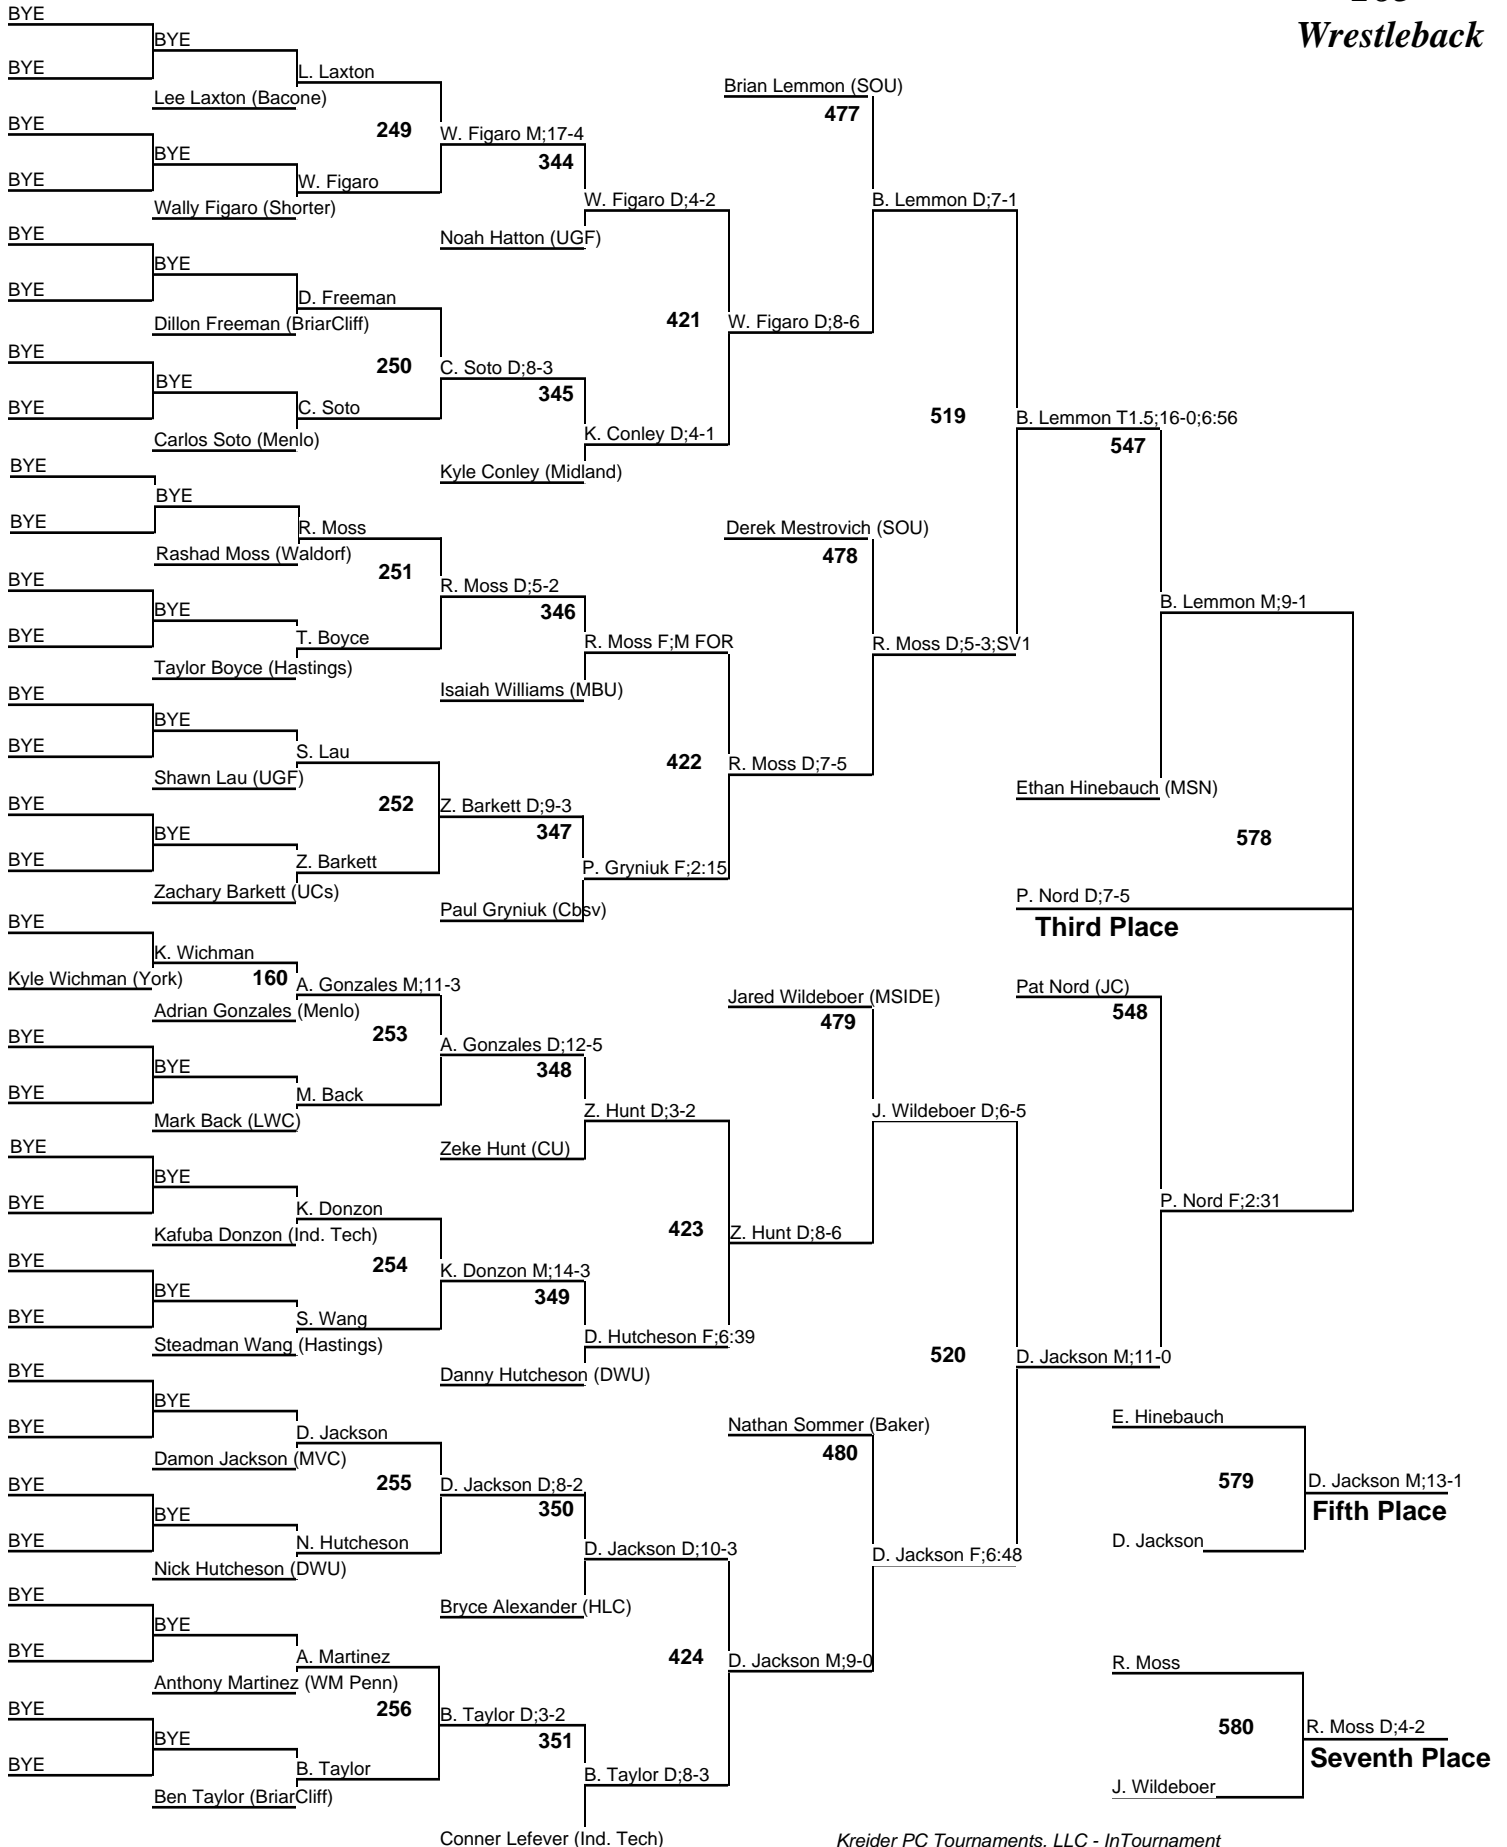 Wrestleback
BYE
BYE
BYE
L. Laxton
Lee Laxton (Bacone)
249
BYE
BYE
BYE
W. Figaro
Wally Figaro (Shorter)
W. Figaro M;17-4
344
W. Figaro D;4-2
Noah Hatton (UGF)
BYE
BYE
BYE
D. Freeman
Dillon Freeman (BriarCliff)
250
BYE
BYE
BYE
C. Soto
Carlos Soto (Menlo)
C. Soto D;8-3
345
K. Conley D;4-1
Kyle Conley (Midland)
421
W. Figaro D;8-6
Brian Lemmon (SOU)
477
B. Lemmon D;7-1
BYE
BYE
BYE
R. Moss
Rashad Moss (Waldorf)
251
BYE
BYE
BYE
T. Boyce
Taylor Boyce (Hastings)
R. Moss D;5-2
346
R. Moss F;M FOR
Isaiah Williams (MBU)
BYE
BYE
BYE
S. Lau
Shawn Lau (UGF)
252
BYE
BYE
BYE
Z. Barkett
Zachary Barkett (UCs)
Z. Barkett D;9-3
347
P. Gryniuk F;2:15
Paul Gryniuk (Cbsv)
422
R. Moss D;7-5
Derek Mestrovich (SOU)
478
R. Moss D;5-3;SV1
519
B. Lemmon T1.5;16-0;6:56
547
B. Lemmon M;9-1
Ethan Hinebauch (MSN)
578
P. Nord D;7-5
Third Place
BYE
K. Wichman
Kyle Wichman (York)
160
A. Gonzales M;11-3
Adrian Gonzales (Menlo)
253
BYE
BYE
BYE
M. Back
Mark Back (LWC)
A. Gonzales D;12-5
348
Z. Hunt D;3-2
Zeke Hunt (CU)
BYE
BYE
BYE
K. Donzon
Kafuba Donzon (Ind. Tech)
254
BYE
BYE
BYE
S. Wang
Steadman Wang (Hastings)
K. Donzon M;14-3
349
D. Hutcheson F;6:39
Danny Hutcheson (DWU)
423
Z. Hunt D;8-6
Jared Wildeboer (MSIDE)
479
J. Wildeboer D;6-5
BYE
BYE
BYE
D. Jackson
Damon Jackson (MVC)
255
BYE
BYE
BYE
N. Hutcheson
Nick Hutcheson (DWU)
D. Jackson D;8-2
350
D. Jackson D;10-3
Bryce Alexander (HLC)
BYE
BYE
BYE
A. Martinez
Anthony Martinez (WM Penn)
256
BYE
BYE
BYE
B. Taylor
Ben Taylor (BriarCliff)
B. Taylor D;3-2
351
B. Taylor D;8-3
Conner Lefever (Ind. Tech)
424
D. Jackson M;9-0
Nathan Sommer (Baker)
480
D. Jackson F;6:48
520
D. Jackson M;11-0
Pat Nord (JC)
548
P. Nord F;2:31
E. Hinebauch
579
D. Jackson M;13-1
Fifth Place
D. Jackson
R. Moss
580
R. Moss D;4-2
Seventh Place
J. Wildeboer
Kreider PC Tournaments, LLC - InTournament